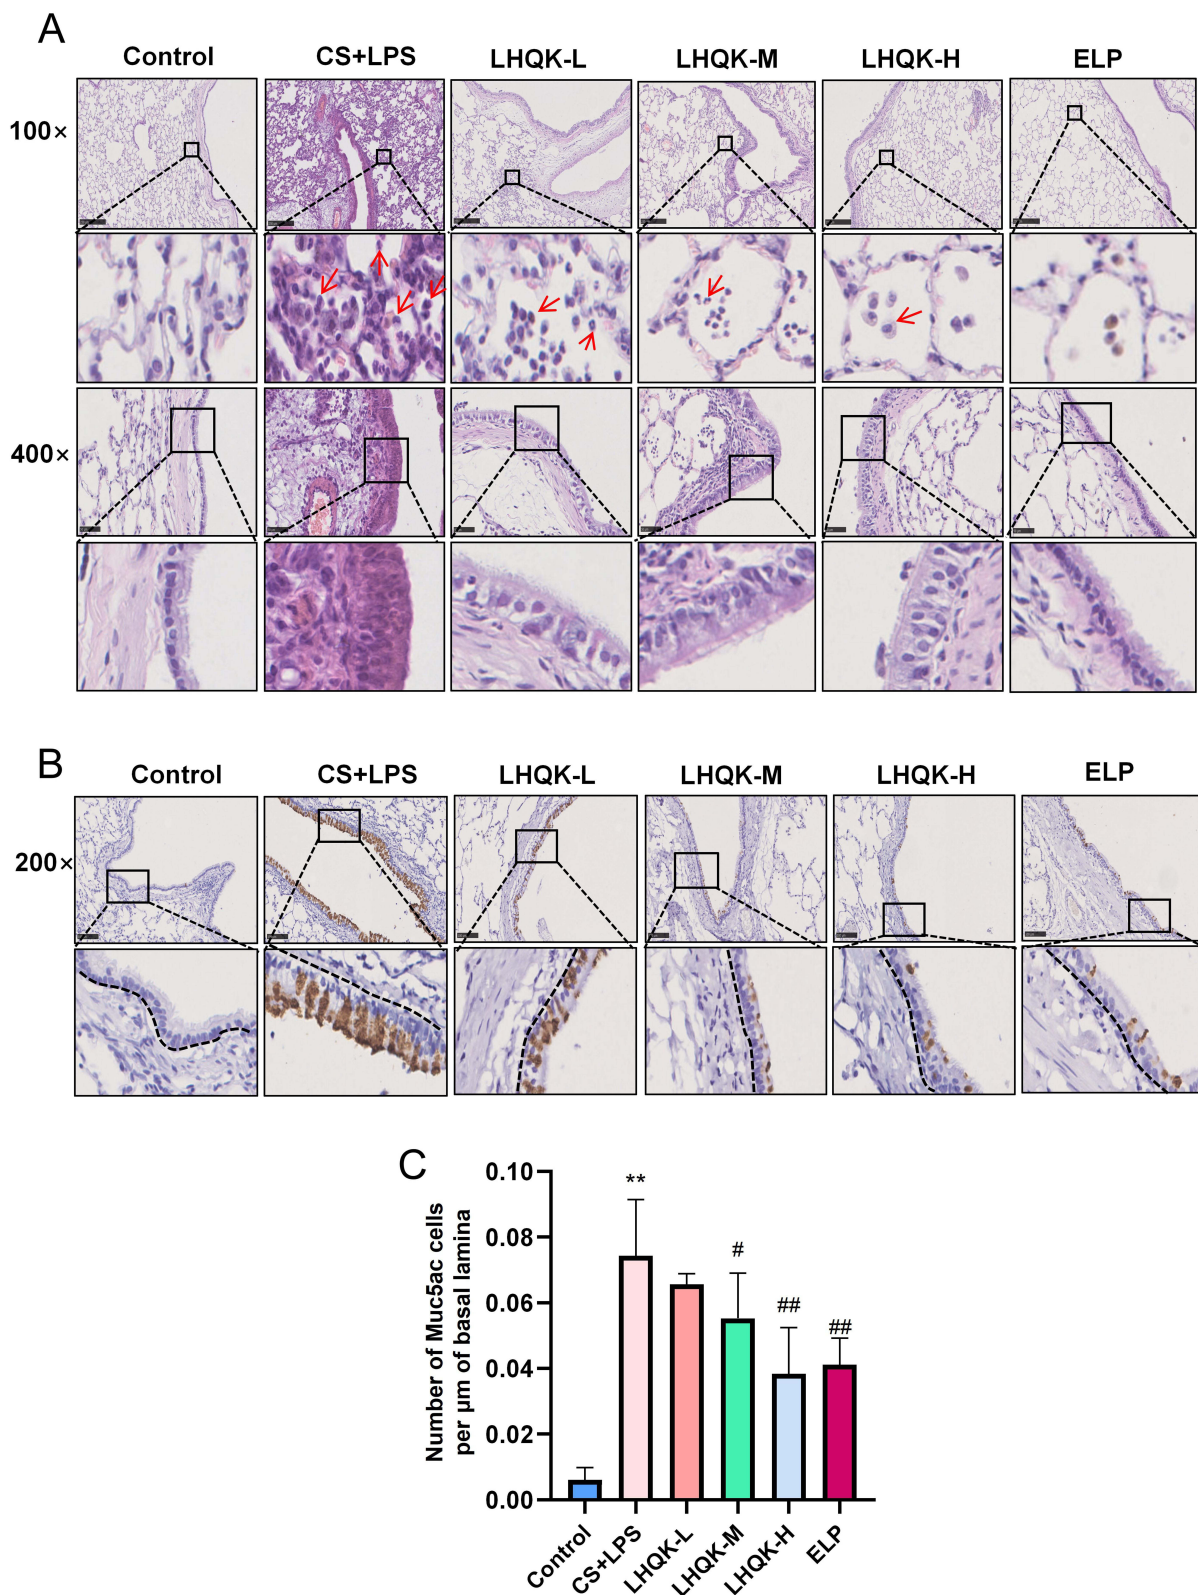 A
Control CS+LPS LHQK-L LHQK-M LHQK-H ELP
100×
400×
B
Control CS+LPS LHQK-L LHQK-M LHQK-H ELP
200×
C
Number of Muc5ac cells
per μm of basal lamina
0.10
0.08
0.06
0.04
0.02
0.00
**
#
##
##
Control CS+LPS LHQK-L LHQK-M LHQK-H ELP